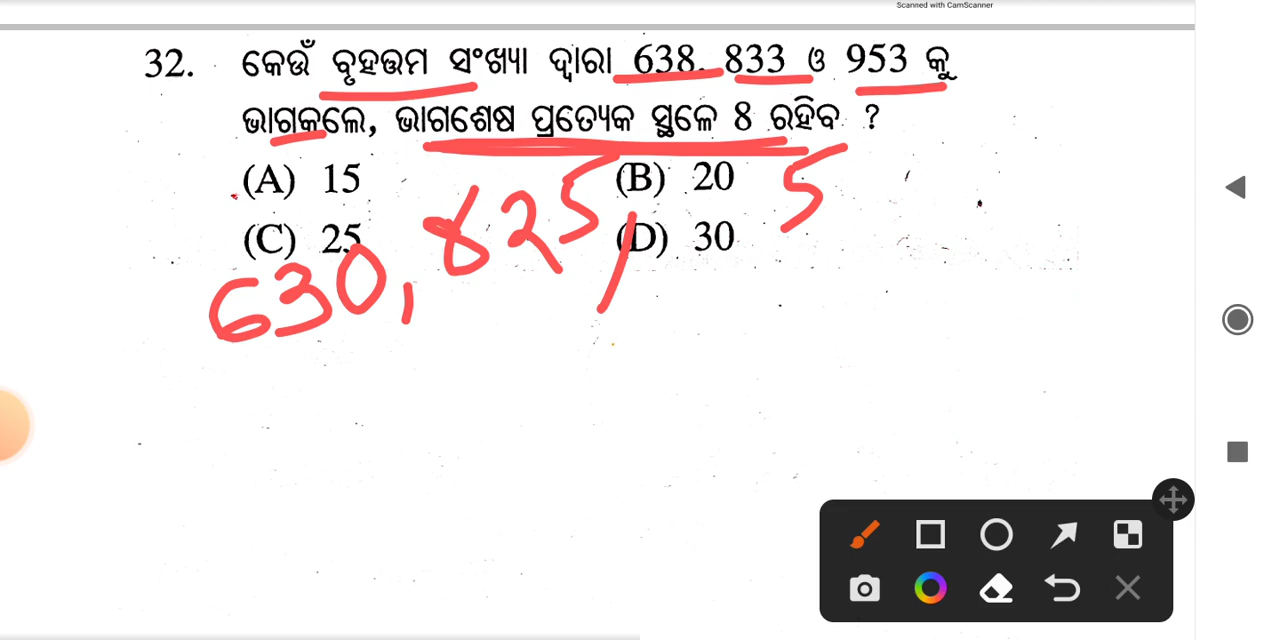 Scanned with CamScanner
32. କେଉଁ ବୃହତ୍ତମ ସଂଖ୍ୟା ଦ୍ୱାରା 638. 833 ଓ 953 କୁ
ଭାଗକଲେ, ଭାଗଶେଷ ପ୍ରତ୍ୟେକ ସ୍ଥଳେ 8 ରହିବ ?
(A) 15 (B) 20
(C) 25 (D) 30
630, 825, 5